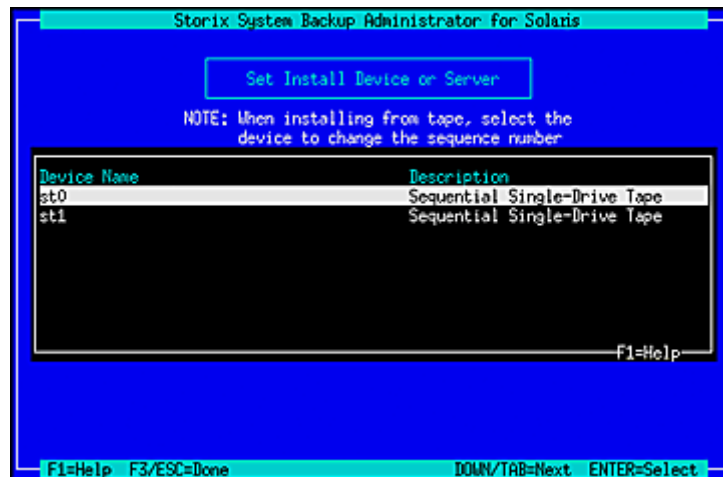 Storix System Backup Administrator for Solaris
Set Install Device or Server
NOTE: When installing from tape, select the
device to change the sequence number
Device Name Description
st0 Sequential Single-Drive Tape
st1 Sequential Single-Drive Tape
F1=Help
F1=Help F3/ESC=Done DOWN/TAB=Next ENTER=Select